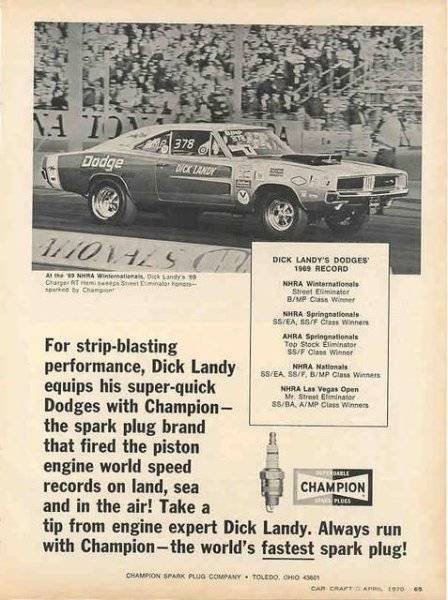 Dodge
378
DICK LANDY
At the '69 NHRA Winternationals, Dick Landy's '69
Charger RT Hemi sweeps Street Eliminator honors—
sparked by Champion!
DICK LANDY'S DODGES'
1969 RECORD
NHRA Winternationals
Street Eliminator
B/MP Class Winner
NHRA Springnationals
SS/EA, SS/F Class Winners
AHRA Springnationals
Top Stock Eliminator
SS/F Class Winner
NHRA Nationals
SS/EA, SS/F, B/MP Class Winners
NHRA Las Vegas Open
Mr. Street Eliminator
SS/BA, A/MP Class Winners
For strip-blasting
performance, Dick Landy
equips his super-quick
Dodges with Champion—
the spark plug brand
that fired the piston
engine world speed
records on land, sea
and in the air! Take a
tip from engine expert Dick Landy. Always run
with Champion—the world's fastest spark plug!
DEPENDABLE
CHAMPION
SPARK PLUGS
CHAMPION SPARK PLUG COMPANY • TOLEDO, OHIO 43601
CAR CRAFT □ APRIL 1970 65